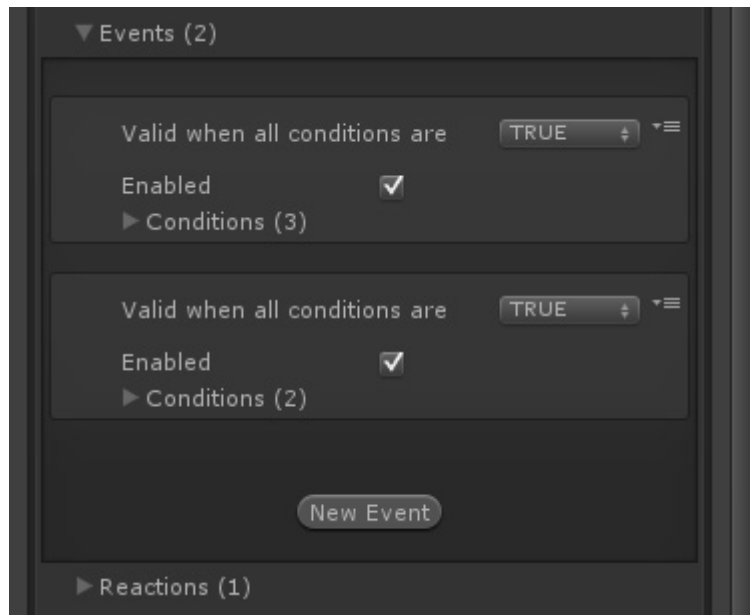 Events (2)
Valid when all conditions are TRUE
Enabled
Conditions (3)
Valid when all conditions are TRUE
Enabled
Conditions (2)
New Event
Reactions (1)